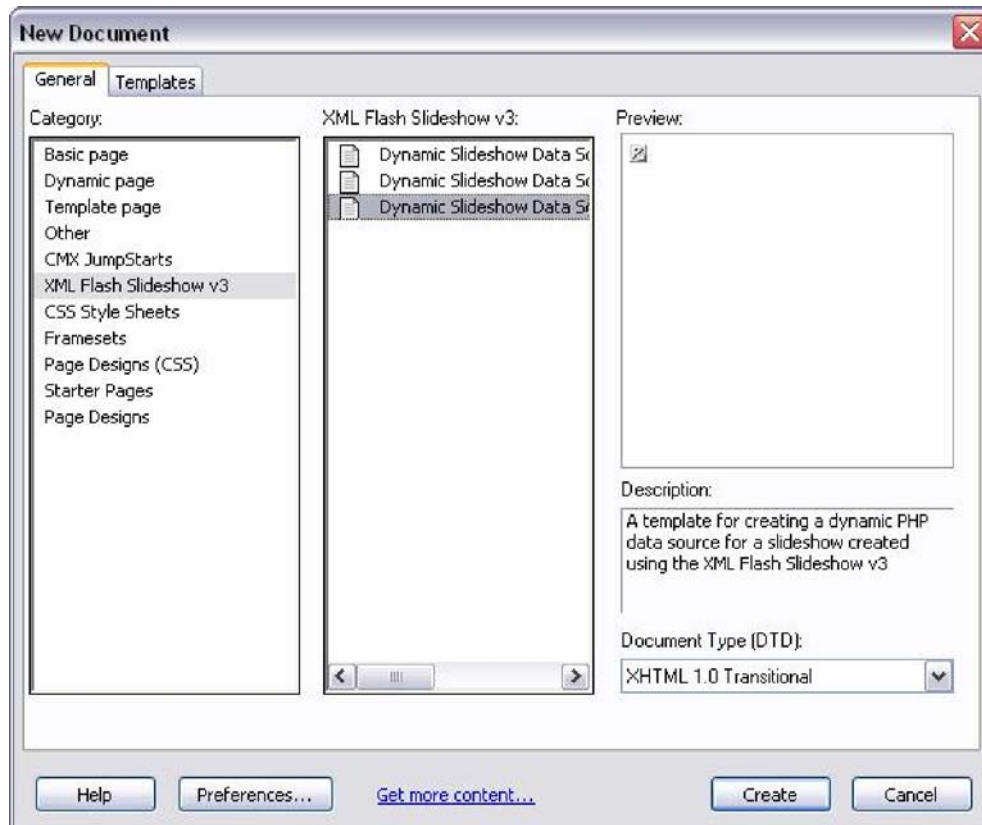 New Document
General
Templates
Category:
Basic page
Dynamic page
Template page
Other
CMX JumpStarts
XML Flash Slideshow v3
CSS Style Sheets
Framesets
Page Designs (CSS)
Starter Pages
Page Designs
XML Flash Slideshow v3:
Dynamic Slideshow Data
Dynamic Slideshow Data
Dynamic Slideshow Data
Preview:
Description:
A template for creating a dynamic PHP
data source for a slideshow created
using the XML Flash Slideshow v3
Document Type (DTD):
XHTML 1.0 Transitional
Help
Preferences...
Get more content...
Create
Cancel